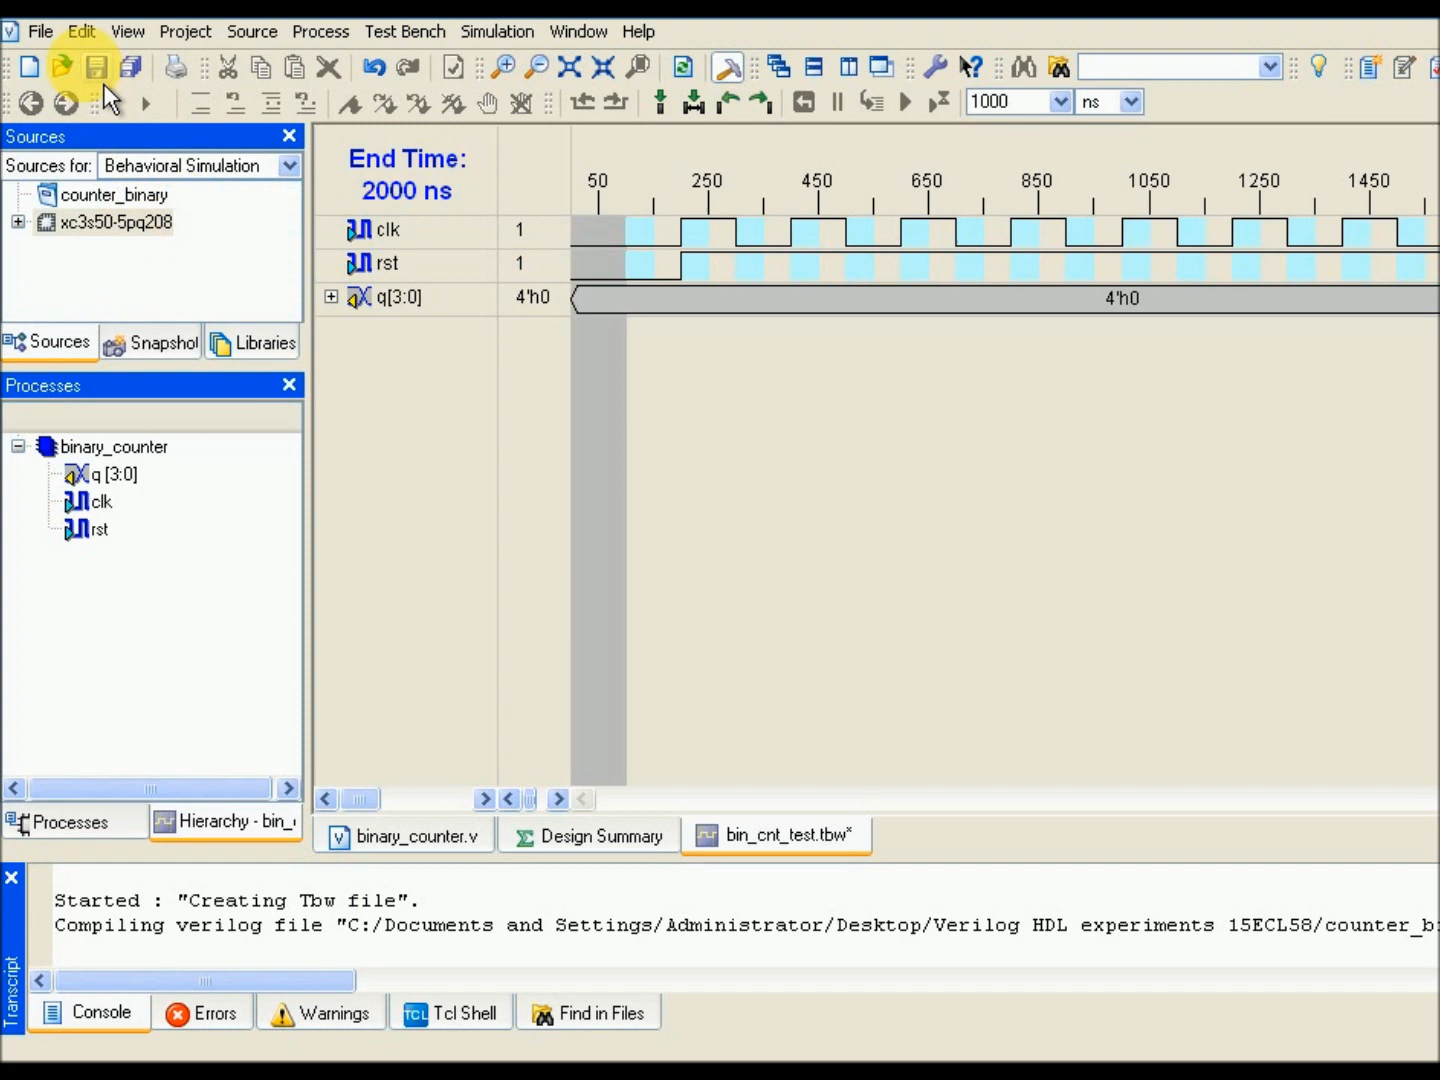 File Edit View Project Source Process Test Bench Simulation Window Help
1000 ns
Sources
Sources for: Behavioral Simulation
counter_binary
xc3s50-5pq208
Sources Snapshot Libraries
Processes
binary_counter
q [3:0]
clk
rst
Processes Hierarchy - bin_
End Time:
2000 ns
50 250 450 650 850 1050 1250 1450
clk 1
rst 1
q[3:0] 4'h0 4'h0
binary_counter.v Design Summary bin_cnt_test.tbw*
Transcript
Started : "Creating Tbw file".
Compiling verilog file "C:/Documents and Settings/Administrator/Desktop/Verilog HDL experiments 15ECL58/counter_b
Console Errors Warnings Tcl Shell Find in Files
TCL